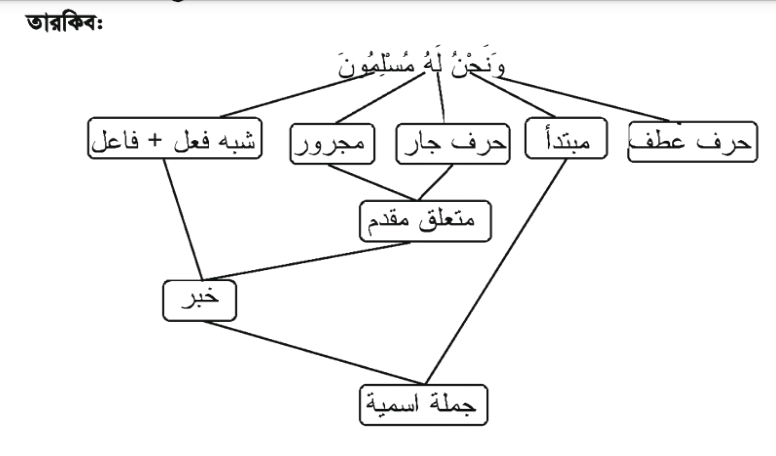 তারকিব:
وَنَحْنُ لَهُ مُسْلِمُونَ
حرف عطف
مبتدأ
حرف جار
مجرور
شبه فعل + فاعل
متعلق مقدم
خبر
جملة اسمية